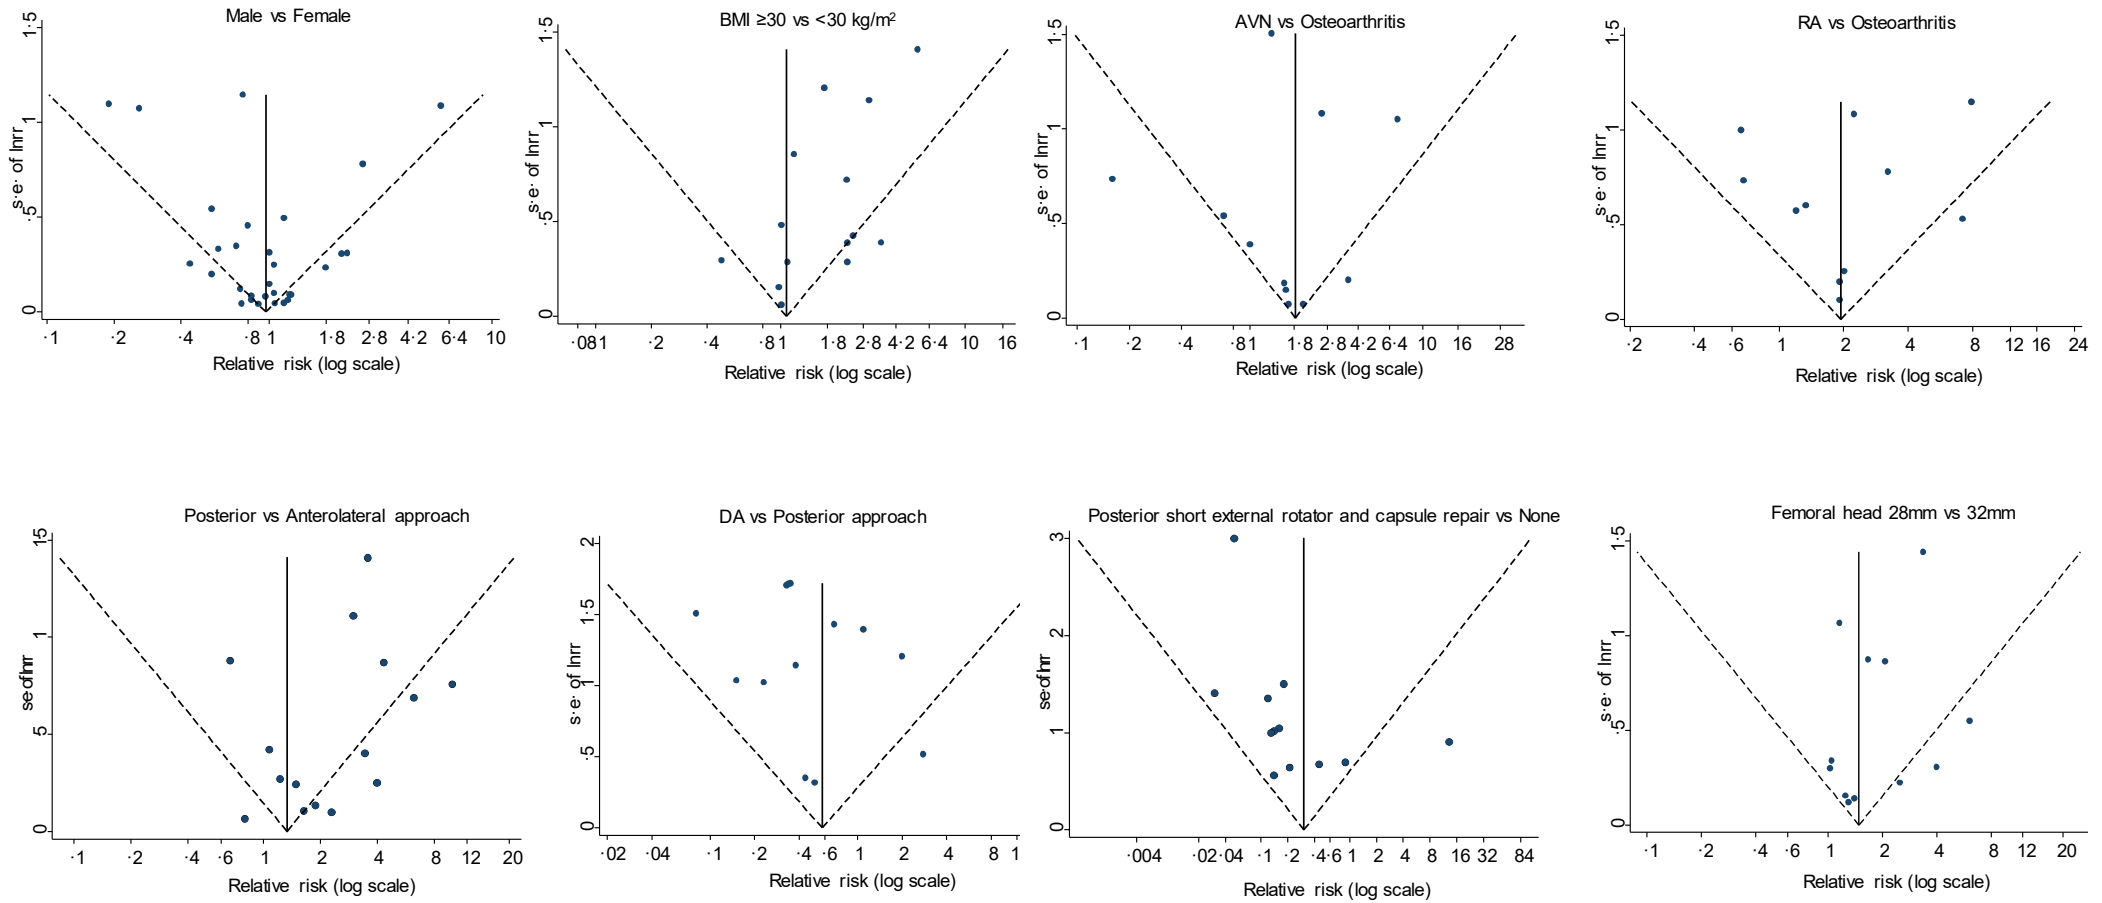 Male vs Female
1·5
1
·5
0
s·e· of lnrr
·1 ·2 ·4 ·8 1 1·8 2·8 4·2 6·4 10
Relative risk (log scale)
BMI ≥30 vs <30 kg/m²
1·5
1
·5
0
s·e· of lnrr
·081 ·2 ·4 ·81 1·8 2·8 4·2 6·4 10 16
Relative risk (log scale)
AVN vs Osteoarthritis
1·5
1
·5
0
s·e· of lnrr
·1 ·2 ·4 ·81 1·8 2·8 4·2 6·4 10 16 28
Relative risk (log scale)
RA vs Osteoarthritis
1·5
1
·5
0
s·e· of lnrr
·2 ·4 ·6 1 2 4 8 12 16 24
Relative risk (log scale)
Posterior vs Anterolateral approach
15
1
5
0
seoflnrr
·1 ·2 ·4 ·6 1 2 4 8 12 20
Relative risk (log scale)
DA vs Posterior approach
2
1·5
1
·5
0
s·e· of lnrr
·02 ·04 ·1 ·2 ·4 ·6 1 2 4 8 1
Relative risk (log scale)
Posterior short external rotator and capsule repair vs None
3
2
1
0
se·oflnrr
·004 ·02·04 ·1 ·2 ·4·6 1 2 4 8 16 32 84
Relative risk (log scale)
Femoral head 28mm vs 32mm
1·5
1
·5
0
s·e· of lnrr
·1 ·2 ·4 ·6 1 2 4 8 12 20
Relative risk (log scale)